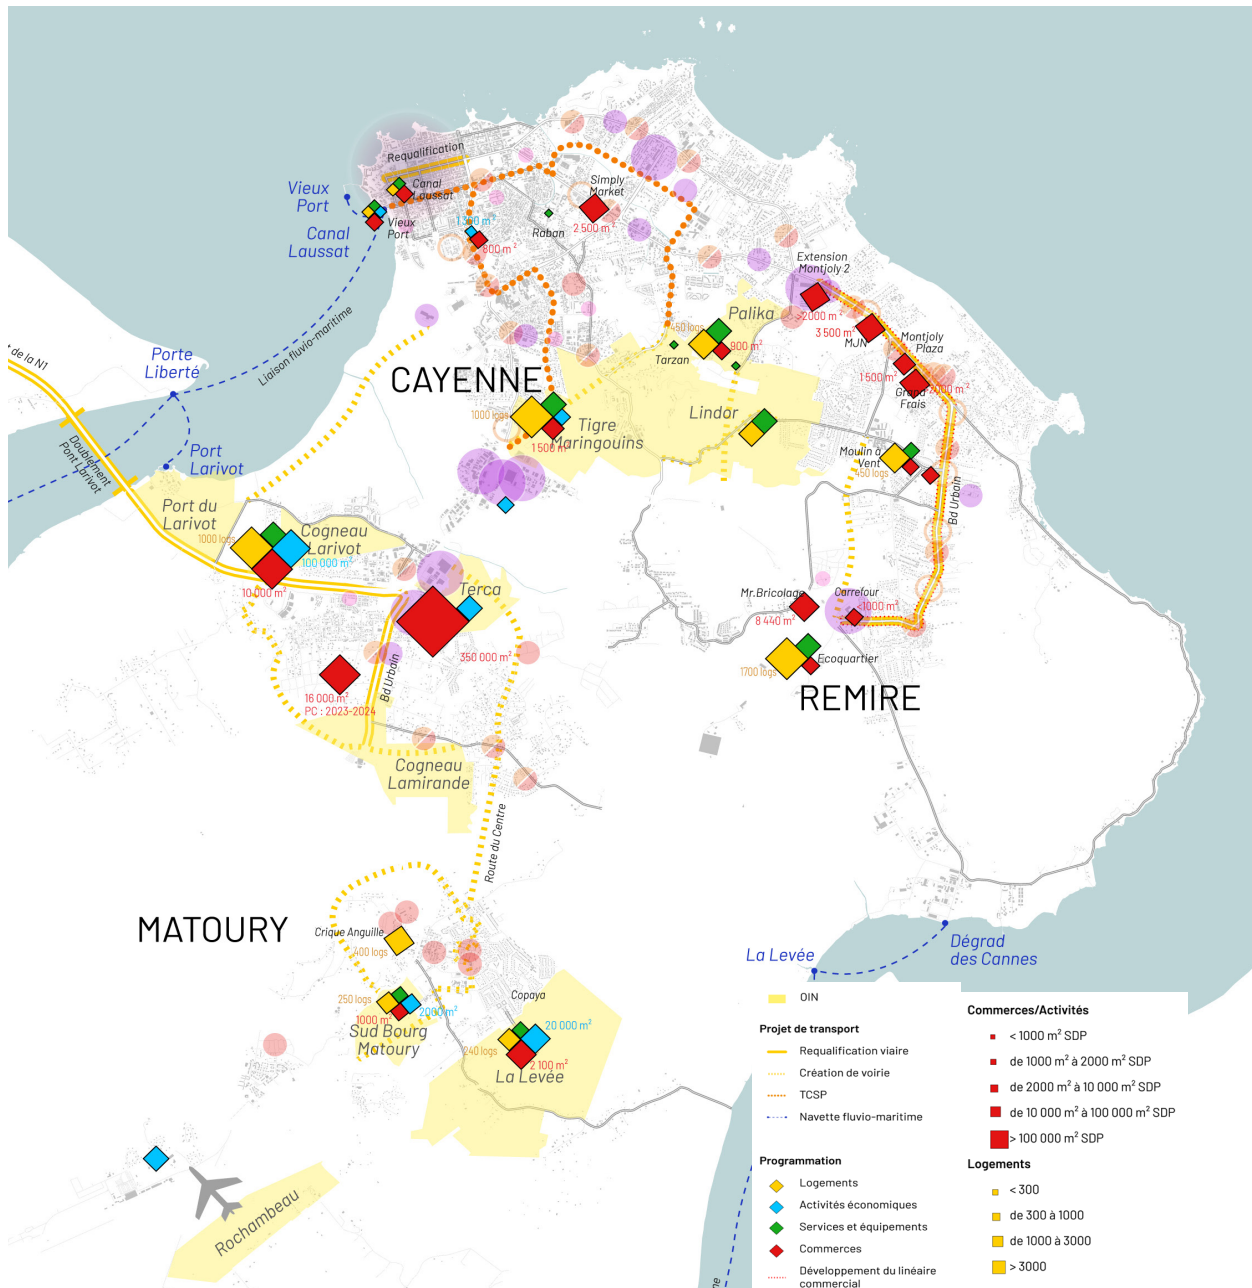 Requalification
Canal
Laussat
Vieux
Port
Vieux
Port
Canal
Laussat
Simply
Market
2 500 m²
Raban
1 300 m²
800 m²
Extension
Montjoly 2
>2000 m²
3 500 m²
MJN
Montjoly
Plaza
1 500 m²
>2000 m²
Grand
Frais
Palika
450 logs
900 m²
Tarzan
Liaison fluvio-maritime
Porte
Liberté
Port
Larivot
de la N1
Doublement
Pont Larivot
CAYENNE
1000 logs
Tigre
Maringouins
1 500 m²
Lindor
Moulin à
Vent
450 logs
Bd Urbain
Port du
Larivot
1000 logs
Cogneau
Larivot
100 000 m²
10 000 m²
Terca
350 000 m²
Bd Urbain
16 000 m²
PC : 2023-2024
Cogneau
Lamirande
Mr.Bricolage
8 440 m²
Carrefour
<1000 m²
Ecoquartier
1700 logs
REMIRE
Route du Centre
MATOURY
Crique Anguille
400 logs
250 logs
2000 m²
1000 m²
Sud Bourg
Matoury
Copaya
20 000 m²
240 logs
2 100 m²
La Levée
La Levée
Dégrad
des Cannes
Rochambeau
OIN
Projet de transport
Requalification viaire
Création de voirie
TCSP
Navette fluvio-maritime
Programmation
Logements
Activités économiques
Services et équipements
Commerces
Développement du linéaire
commercial
Commerces/Activités
< 1000 m² SDP
de 1000 m² à 2000 m² SDP
de 2000 m² à 10 000 m² SDP
de 10 000 m² à 100 000 m² SDP
> 100 000 m² SDP
Logements
< 300
de 300 à 1000
de 1000 à 3000
> 3000